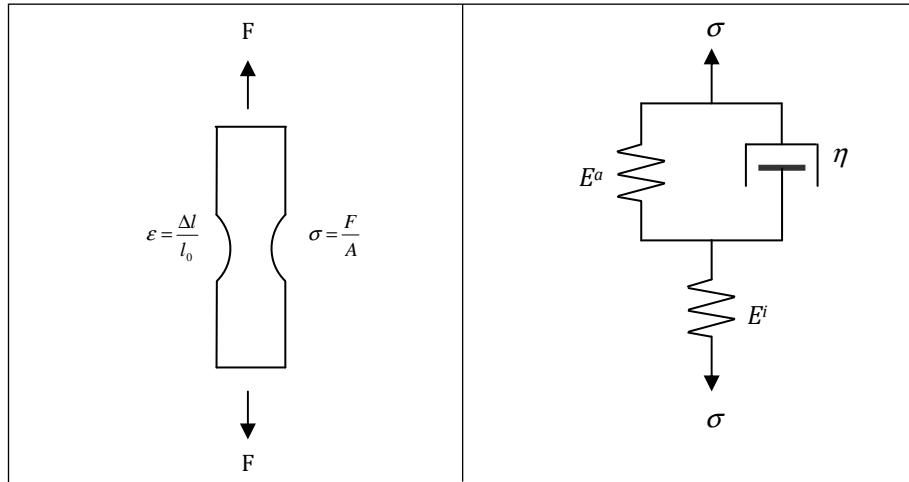 F
ε = Δl / l₀
σ = F / A
F
σ
Eᵃ
η
Eⁱ
σ